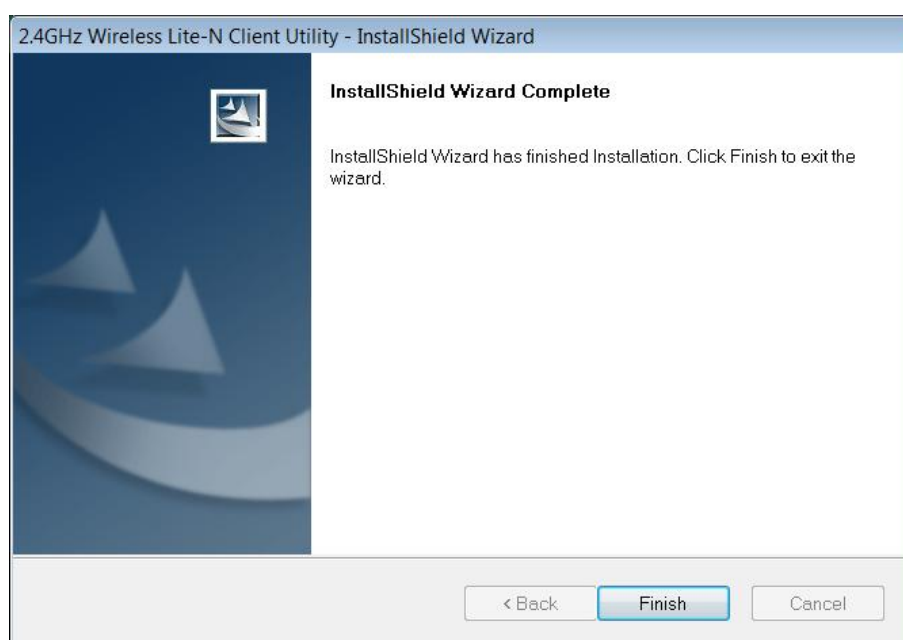 2.4GHz Wireless Lite-N Client Utility - InstallShield Wizard
InstallShield Wizard Complete
InstallShield Wizard has finished Installation. Click Finish to exit the
wizard.
< Back Finish Cancel